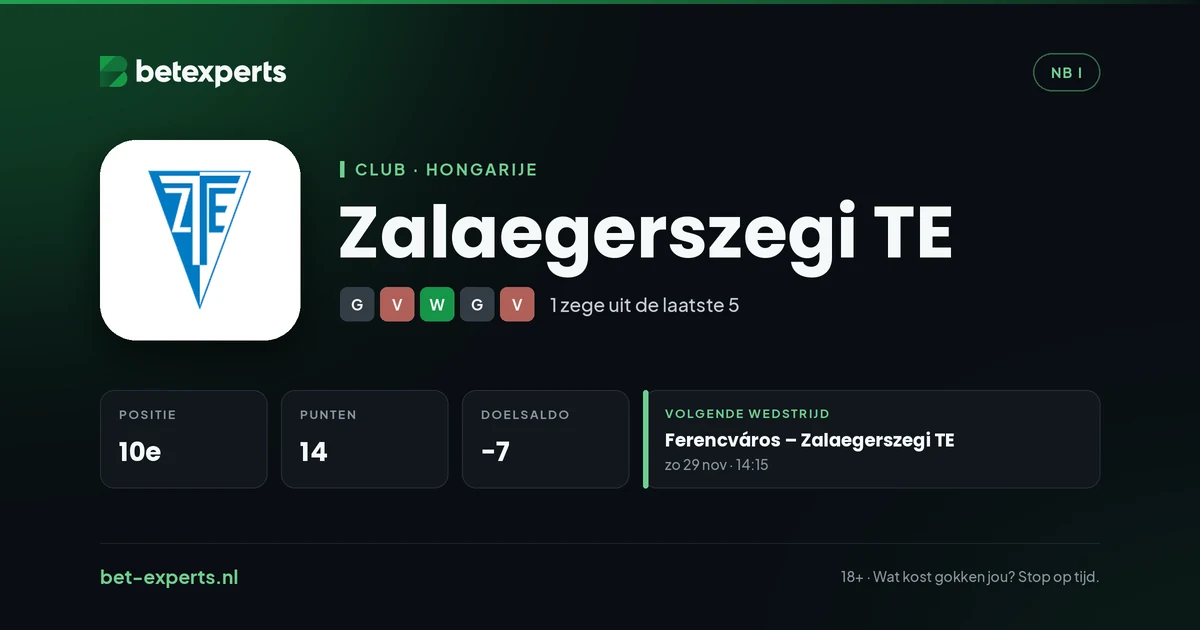 betexperts
NB I
ZTE
CLUB · HONGARIJE
Zalaegerszegi TE
G V W G V 1 zege uit de laatste 5
POSITIE
10e
PUNTEN
14
DOELSALDO
−7
VOLGENDE WEDSTRIJD
Ferencváros – Zalaegerszegi TE
zo 29 nov · 14:15
bet-experts.nl
18+ · Wat kost gokken jou? Stop op tijd.